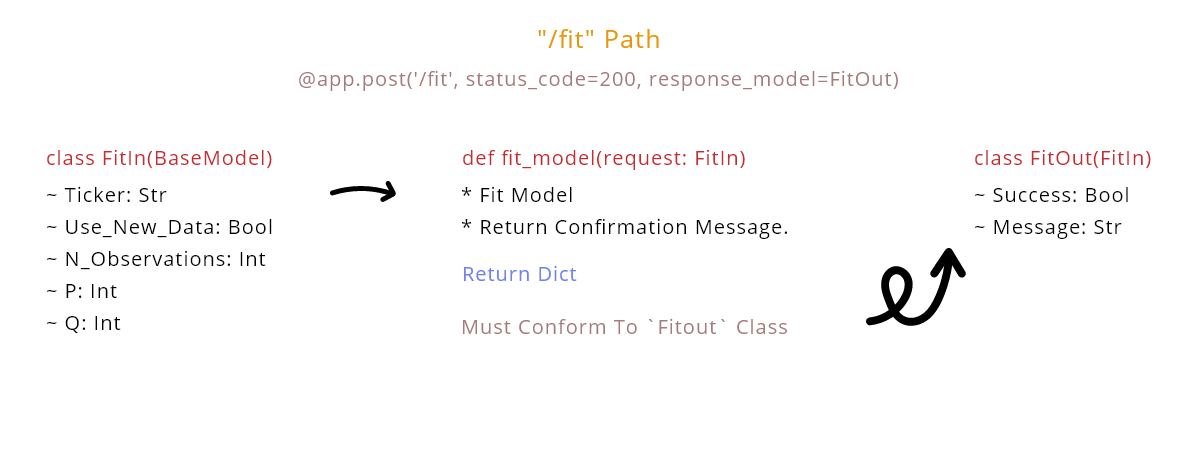 "/fit" Path
@app.post('/fit', status_code=200, response_model=FitOut)
class FitIn(BaseModel)
~ Ticker: Str
~ Use_New_Data: Bool
~ N_Observations: Int
~ P: Int
~ Q: Int
def fit_model(request: FitIn)
* Fit Model
* Return Confirmation Message.
Return Dict
Must Conform To `Fitout` Class
class FitOut(FitIn)
~ Success: Bool
~ Message: Str